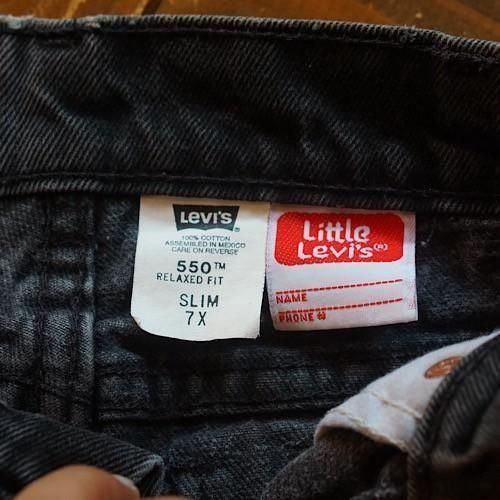 Levi's
100% COTTON
ASSEMBLED IN MEXICO
CARE ON REVERSE
550™
RELAXED FIT
SLIM
7X
Little
Levi's®
NAME
PHONE #